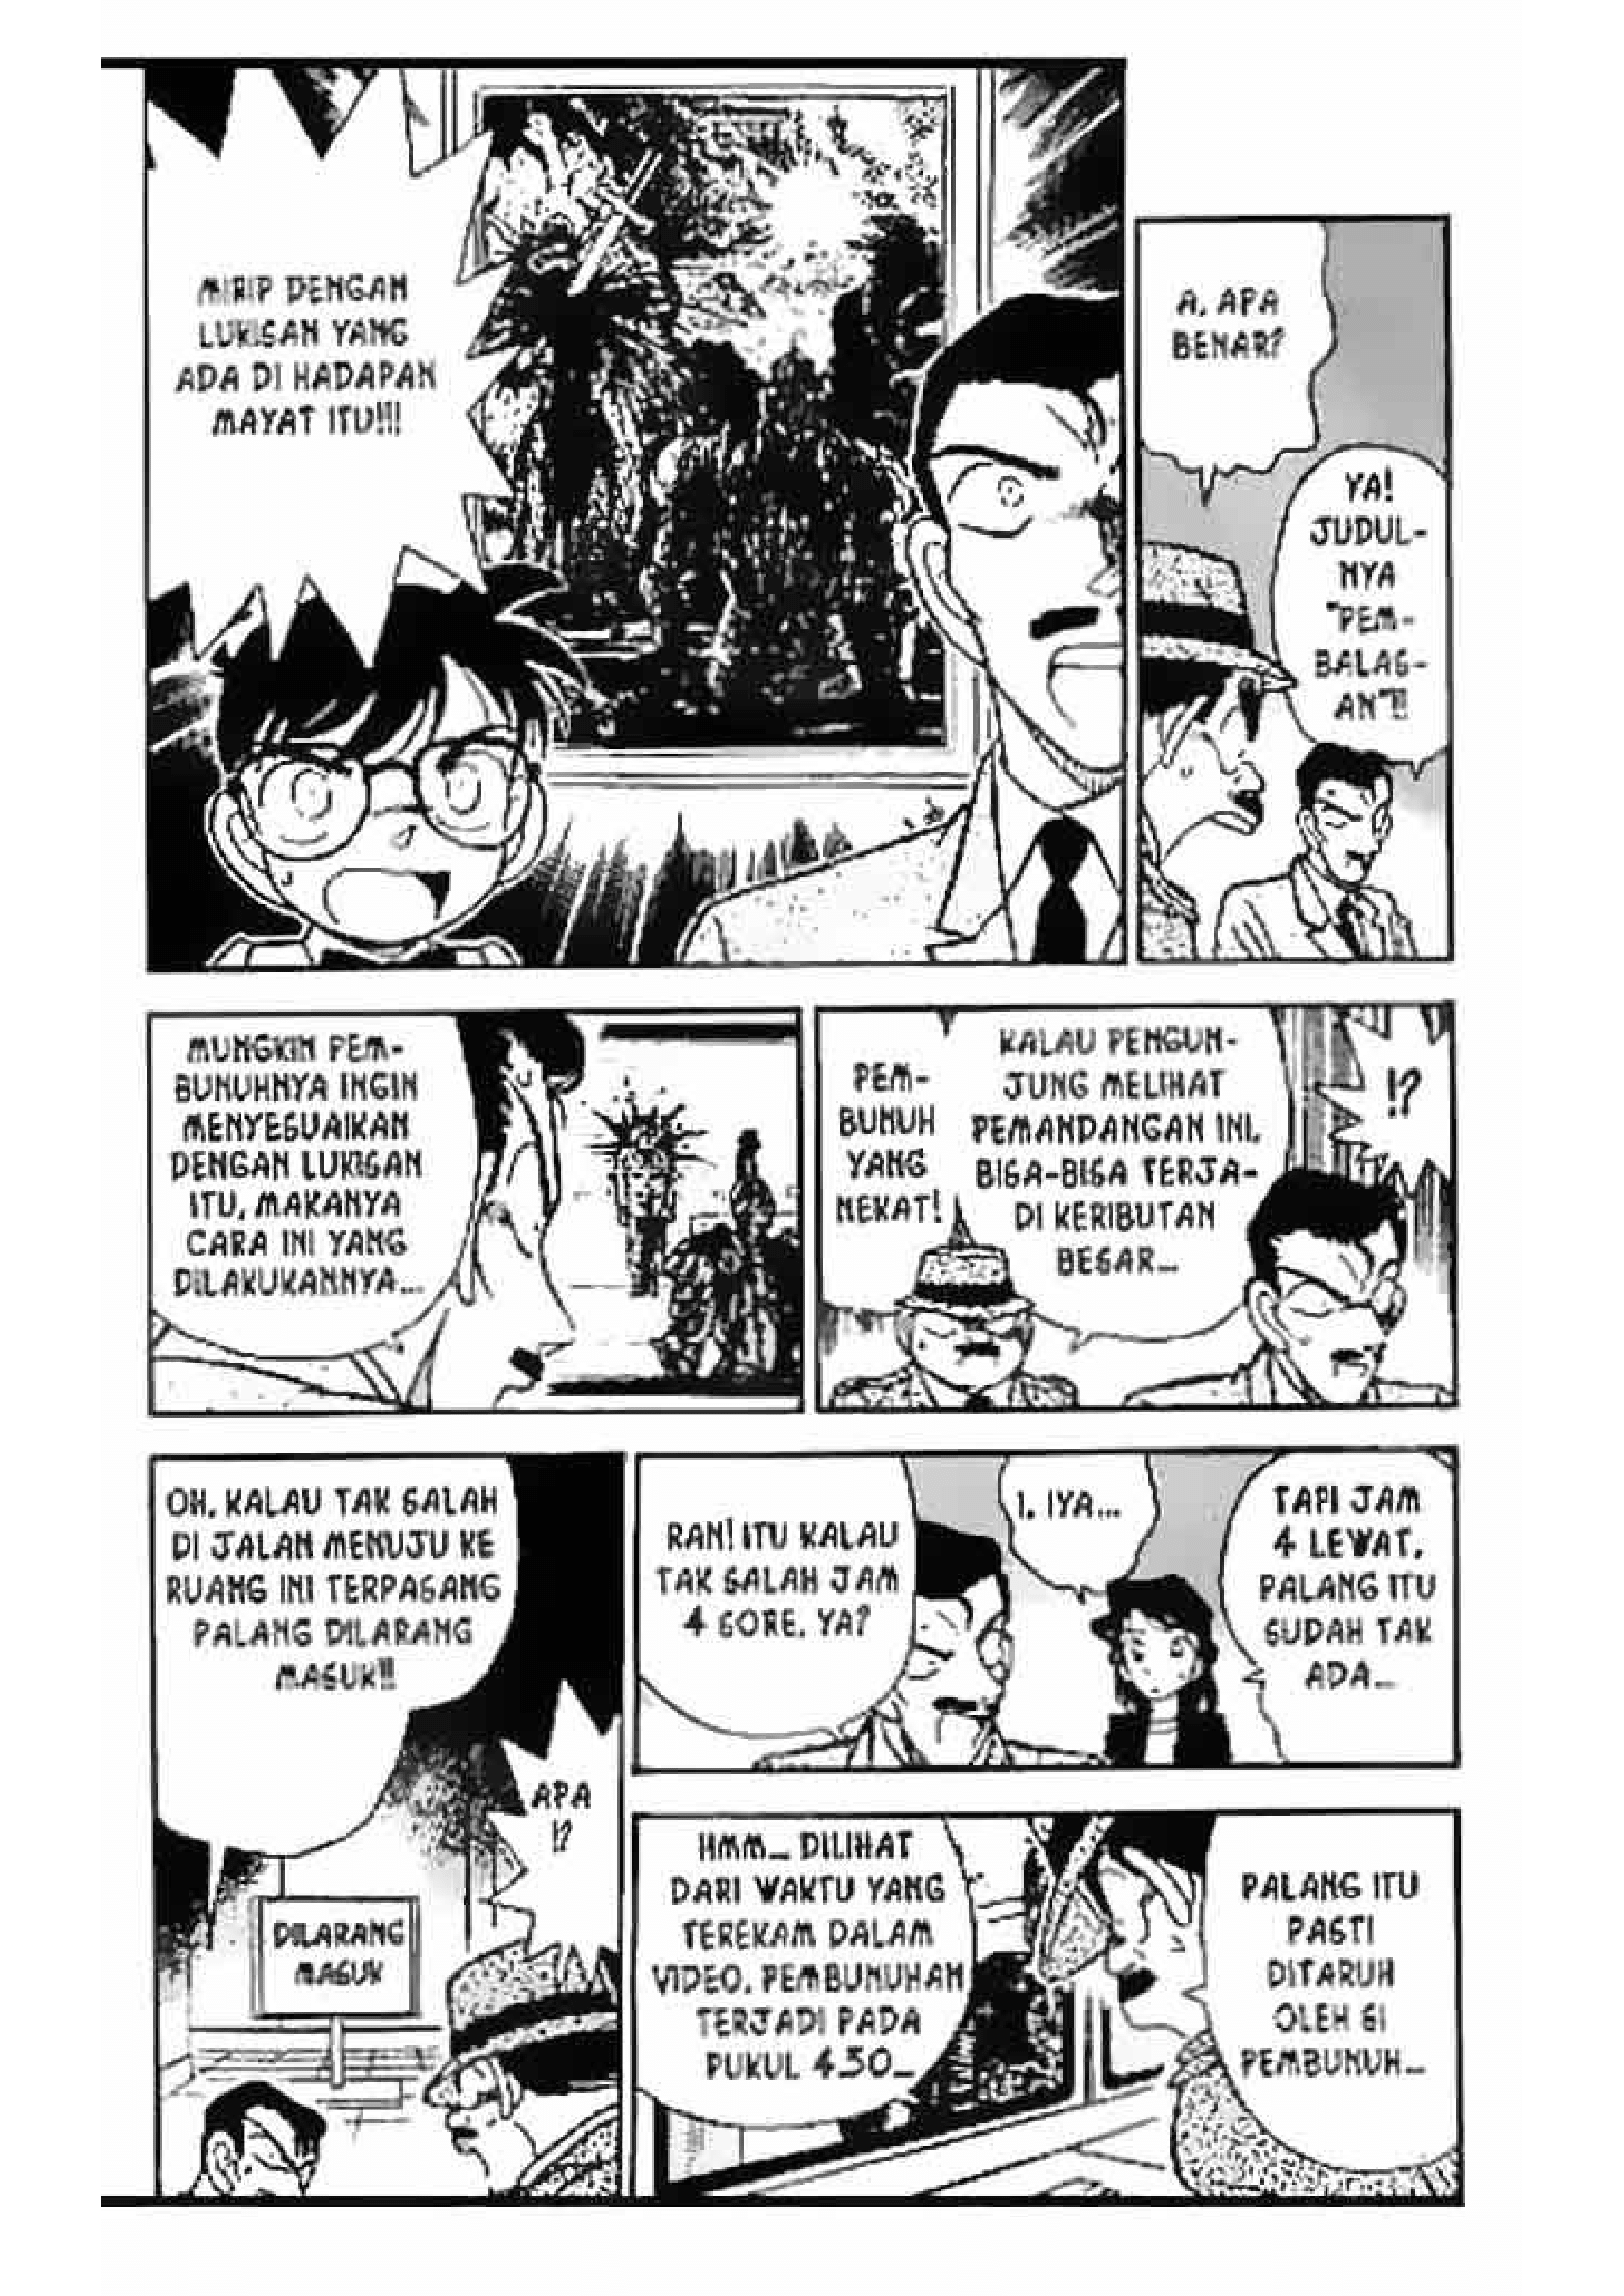 MIRIP DENGAN
LUKISAN YANG
ADA DI HADAPAN
MAYAT ITU!!!
A, APA
BENAR?
YA!
JUDUL-
NYA
"PEM-
BALAS-
AN"!!
MUNGKIN PEM-
BUNUHNYA INGIN
MENYESUAIKAN
DENGAN LUKISAN
ITU, MAKANYA
CARA INI YANG
DILAKUKANNYA...
PEM-
BUNUH
YANG
NEKAT!
KALAU PENGUN-
JUNG MELIHAT
PEMANDANGAN INI,
BISA-BISA TERJA-
DI KERIBUTAN
BESAR...
!?
OH, KALAU TAK SALAH
DI JALAN MENUJU KE
RUANG INI TERPASANG
PALANG DILARANG
MASUK!!
APA
!?
DILARANG
MASUK
RAN! ITU KALAU
TAK SALAH JAM
4 SORE, YA?
I, IYA...
TAPI JAM
4 LEWAT,
PALANG ITU
SUDAH TAK
ADA...
HMM... DILIHAT
DARI WAKTU YANG
TEREKAM DALAM
VIDEO, PEMBUNUHAN
TERJADI PADA
PUKUL 4.50...
PALANG ITU
PASTI
DITARUH
OLEH SI
PEMBUNUH...